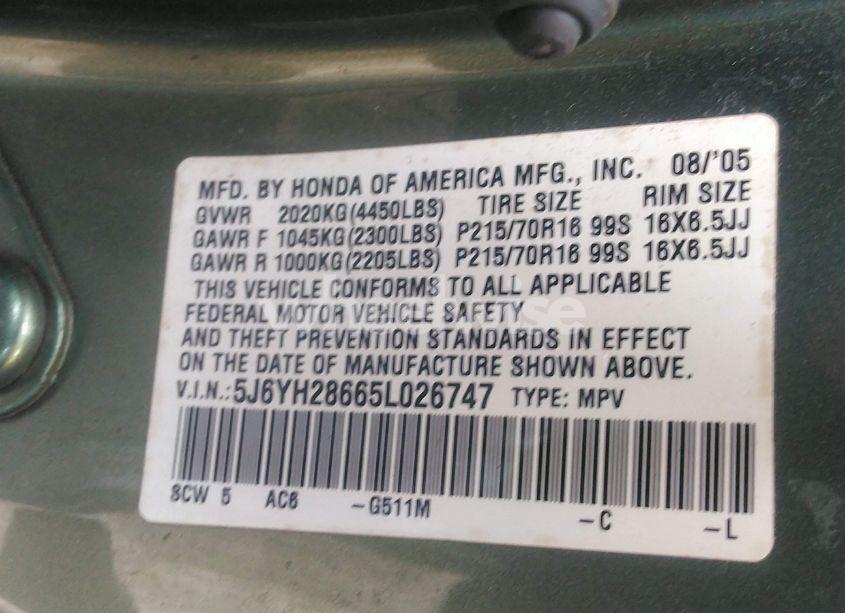 MFD. BY HONDA OF AMERICA MFG., INC. 08/'05
GVWR 2020KG(4450LBS) TIRE SIZE RIM SIZE
GAWR F 1045KG(2300LBS) P215/70R16 99S 16X6.5JJ
GAWR R 1000KG(2205LBS) P215/70R16 99S 16X6.5JJ
THIS VEHICLE CONFORMS TO ALL APPLICABLE
FEDERAL MOTOR VEHICLE SAFETY
AND THEFT PREVENTION STANDARDS IN EFFECT
ON THE DATE OF MANUFACTURE SHOWN ABOVE.
V.I.N.:5J6YH28665L026747 TYPE: MPV
SCW 5 AC6 -G511M -C -L